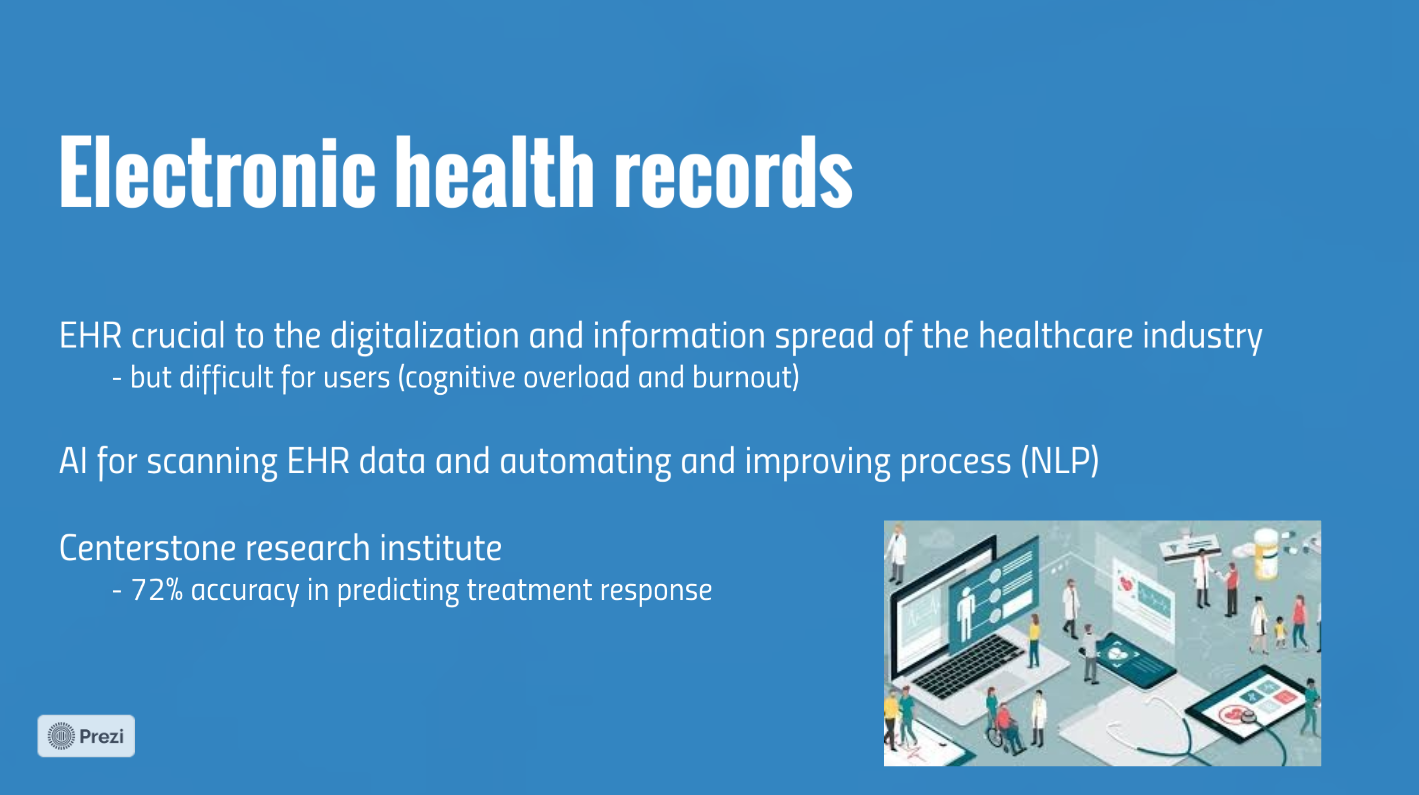 Electronic health records
EHR crucial to the digitalization and information spread of the healthcare industry
- but difficult for users (cognitive overload and burnout)
AI for scanning EHR data and automating and improving process (NLP)
Centerstone research institute
- 72% accuracy in predicting treatment response
Prezi